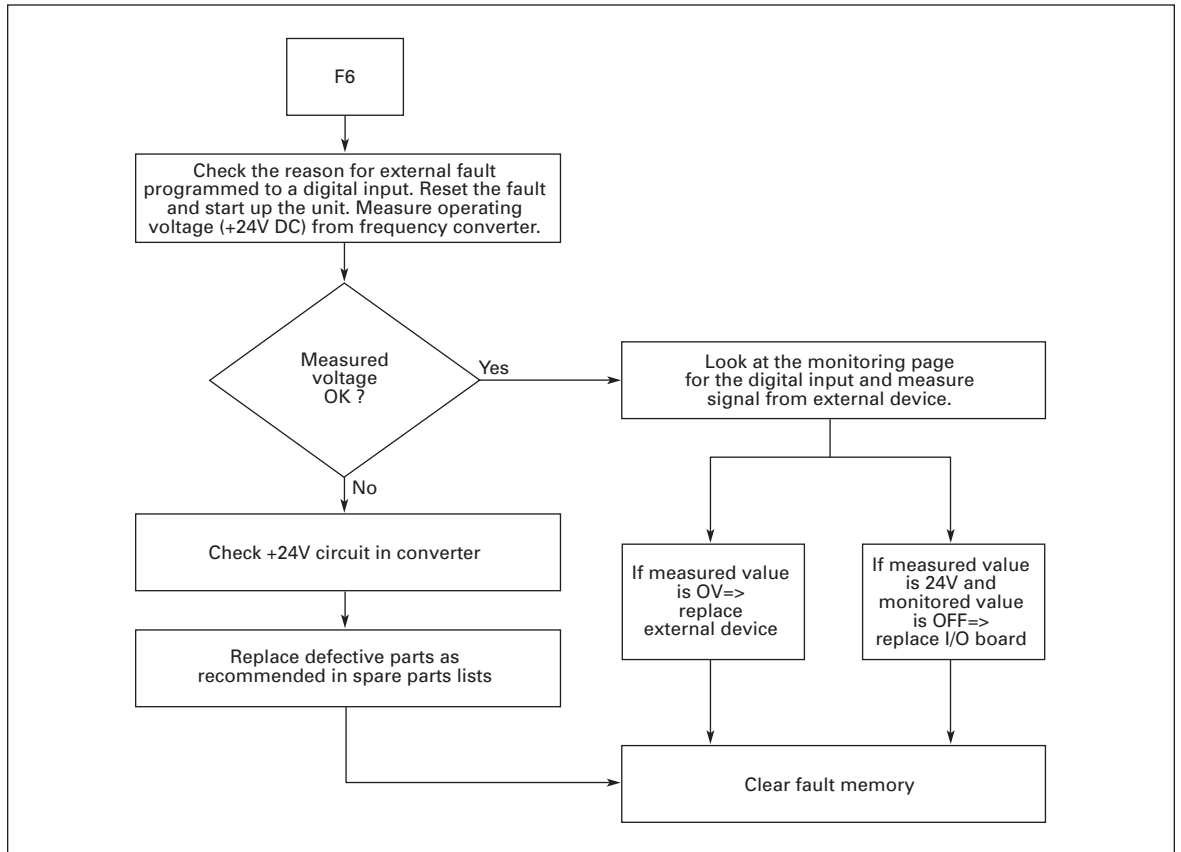 F6
Check the reason for external fault
programmed to a digital input. Reset the fault
and start up the unit. Measure operating
voltage (+24V DC) from frequency converter.
Measured
voltage
OK ?
Yes
Look at the monitoring page
for the digital input and measure
signal from external device.
No
Check +24V circuit in converter
If measured value
is OV=>
replace
external device
If measured value
is 24V and
monitored value
is OFF=>
replace I/O board
Replace defective parts as
recommended in spare parts lists
Clear fault memory